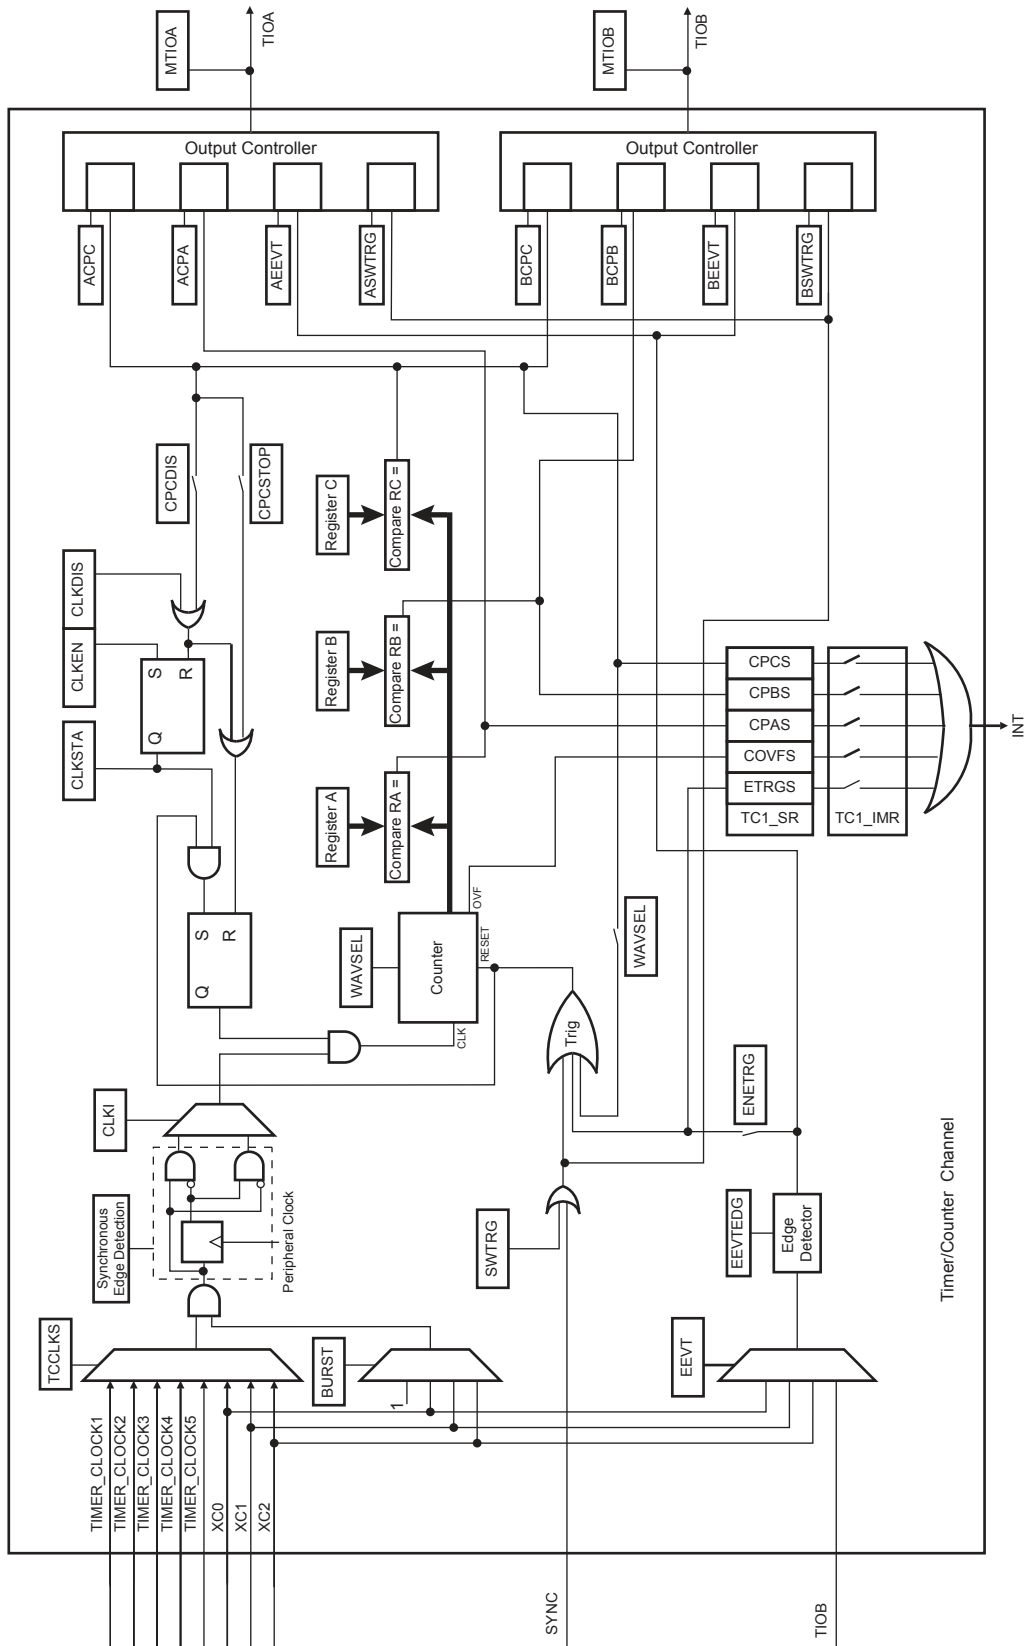 TIMER_CLOCK1
TIMER_CLOCK2
TIMER_CLOCK3
TIMER_CLOCK4
TIMER_CLOCK5
XC0
XC1
XC2
TCCLKS
Synchronous
Edge Detection
CLKI
Peripheral Clock
BURST
1
CLKSTA
CLKEN
CLKDIS
Q
S
R
Q
S
R
CPCDIS
CPCSTOP
WAVSEL
Counter
CLK
RESET
OVF
Register A
Register B
Register C
Compare RA =
Compare RB =
Compare RC =
ACPC
ACPA
AEEVT
ASWTRG
Output Controller
MTIOA
TIOA
BCPC
BCPB
BEEVT
BSWTRG
Output Controller
MTIOB
TIOB
SYNC
SWTRG
Trig
WAVSEL
TIOB
EEVT
EEVTEDG
Edge
Detector
ENETRG
CPCS
CPBS
CPAS
COVFS
ETRGS
TC1_SR
TC1_IMR
INT
Timer/Counter Channel